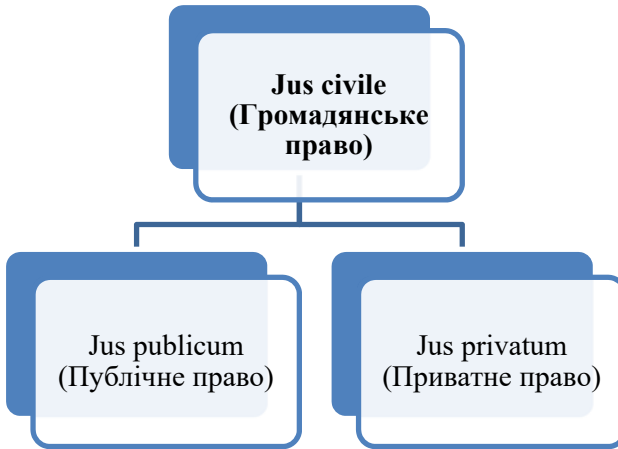 Jus civile
(Громадянське
право)
Jus publicum
(Публічне право)
Jus privatum
(Приватне право)